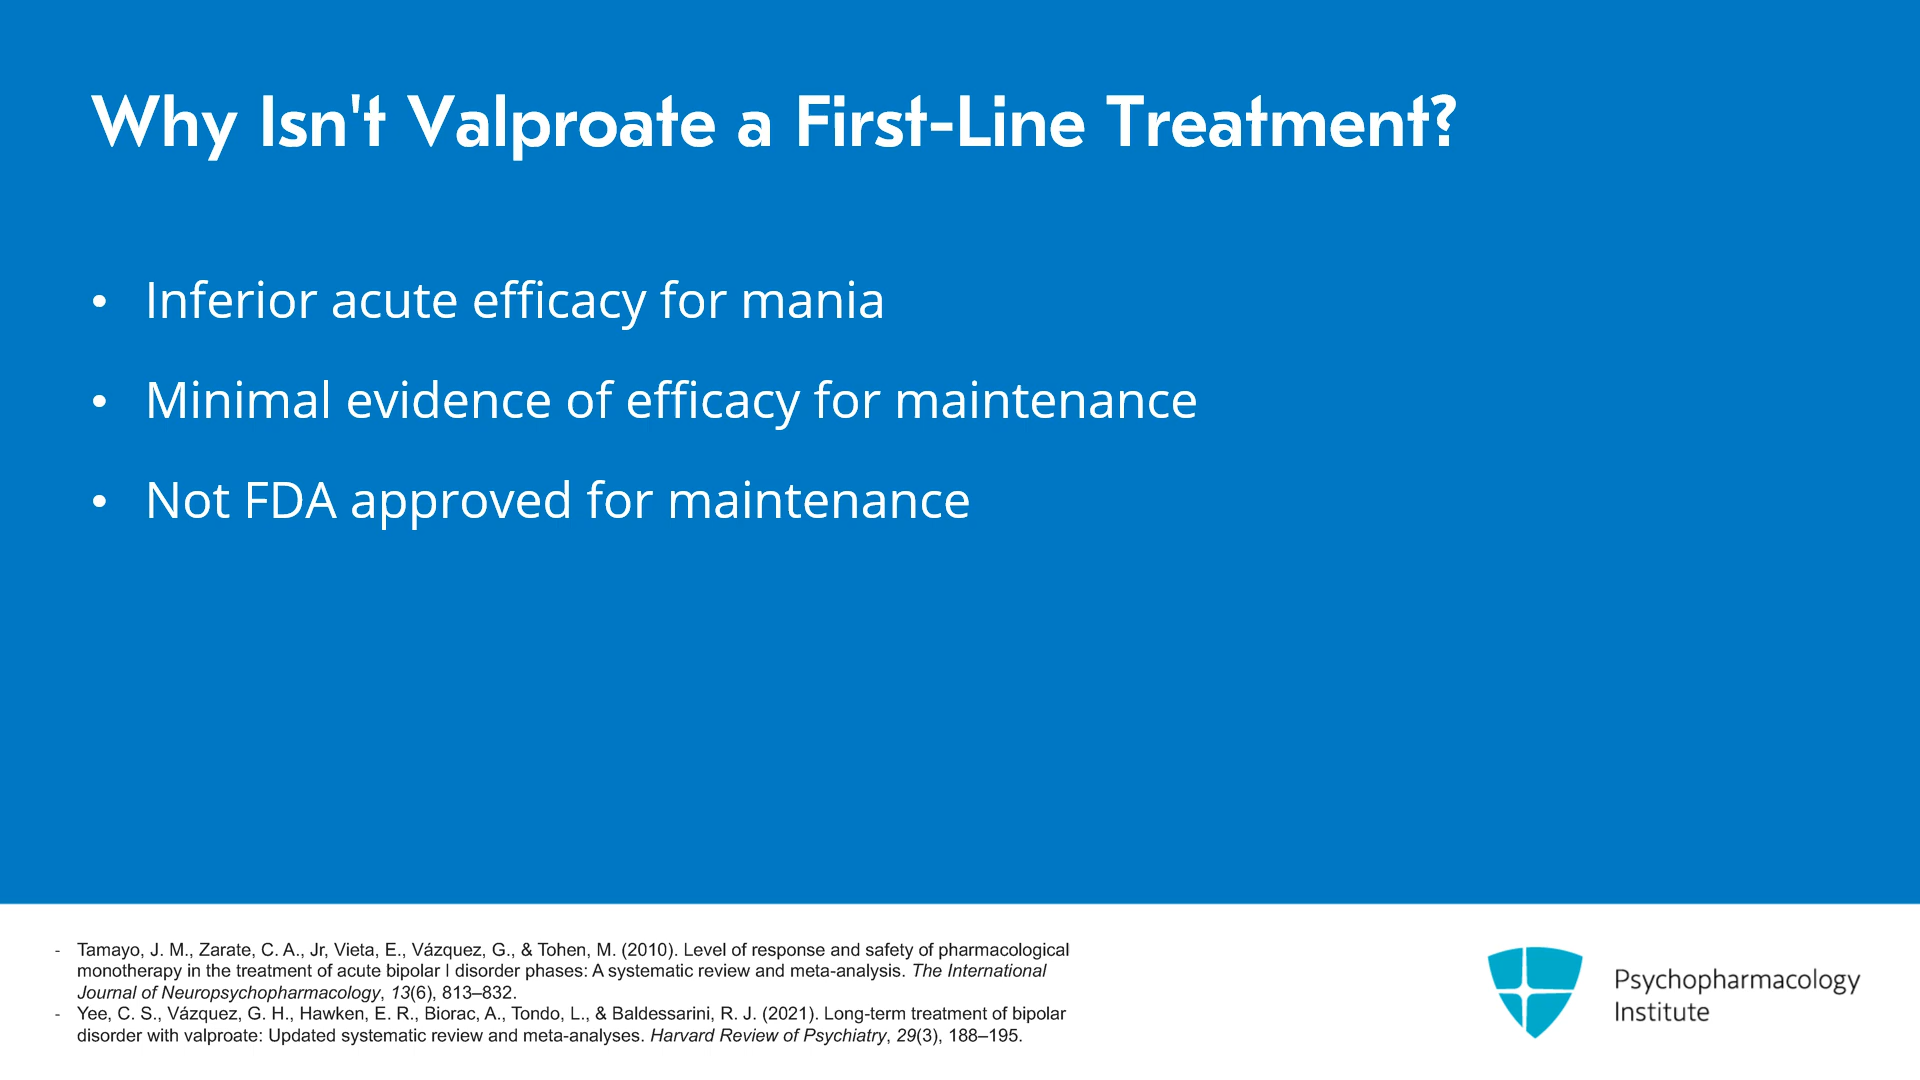 Why Isn't Valproate a First-Line Treatment?
• Inferior acute efficacy for mania
• Minimal evidence of efficacy for maintenance
• Not FDA approved for maintenance
- Tamayo, J. M., Zarate, C. A., Jr, Vieta, E., Vázquez, G., & Tohen, M. (2010). Level of response and safety of pharmacological
monotherapy in the treatment of acute bipolar I disorder phases: A systematic review and meta-analysis. The International
Journal of Neuropsychopharmacology, 13(6), 813–832.
- Yee, C. S., Vázquez, G. H., Hawken, E. R., Biorac, A., Tondo, L., & Baldessarini, R. J. (2021). Long-term treatment of bipolar
disorder with valproate: Updated systematic review and meta-analyses. Harvard Review of Psychiatry, 29(3), 188–195.
Psychopharmacology
Institute